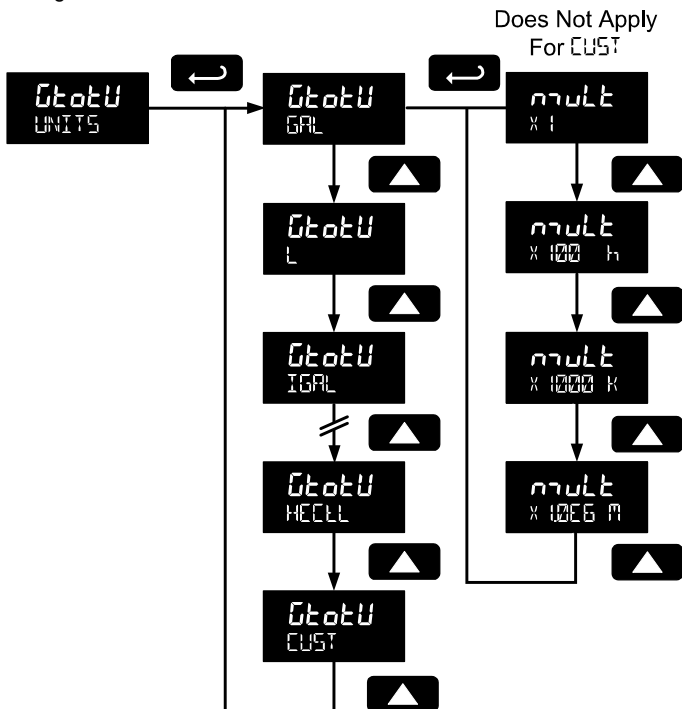 Does Not Apply
For CUST
GtotU
UNITS
GtotU
GAL
GtotU
L
GtotU
IGAL
GtotU
HECtL
GtotU
CUST
mult
X 1
mult
X 100 h
mult
X 1000 K
mult
X 1.0E6 M